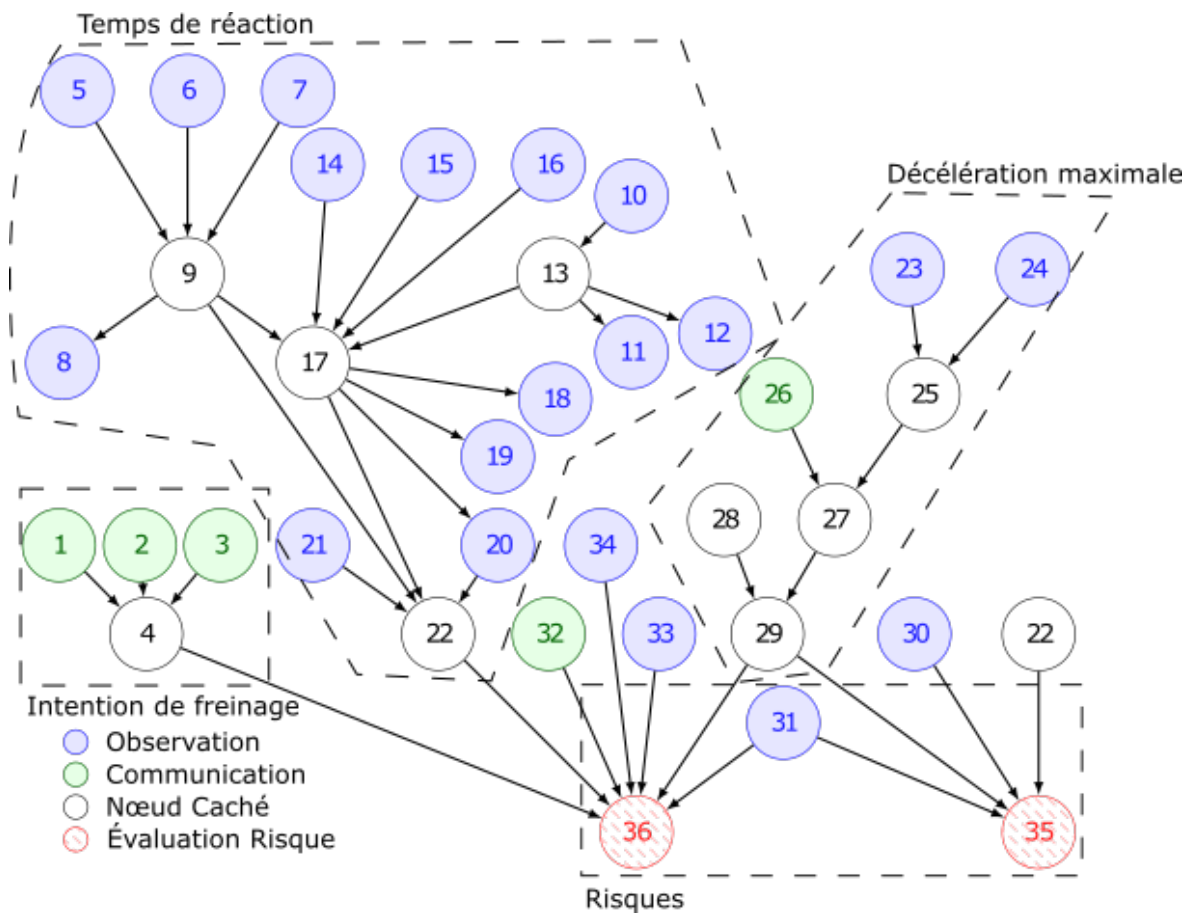 Temps de réaction
5 6 7
14 15 16
10
Décélération maximale
9 13 23 24
8 17 11 12
18 26 25
19
28 27
1 2 3 21 20 34
4 22 32 33 29 30 22
Intention de freinage
31
Observation
Communication
Nœud Caché
Évaluation Risque
36 35
Risques